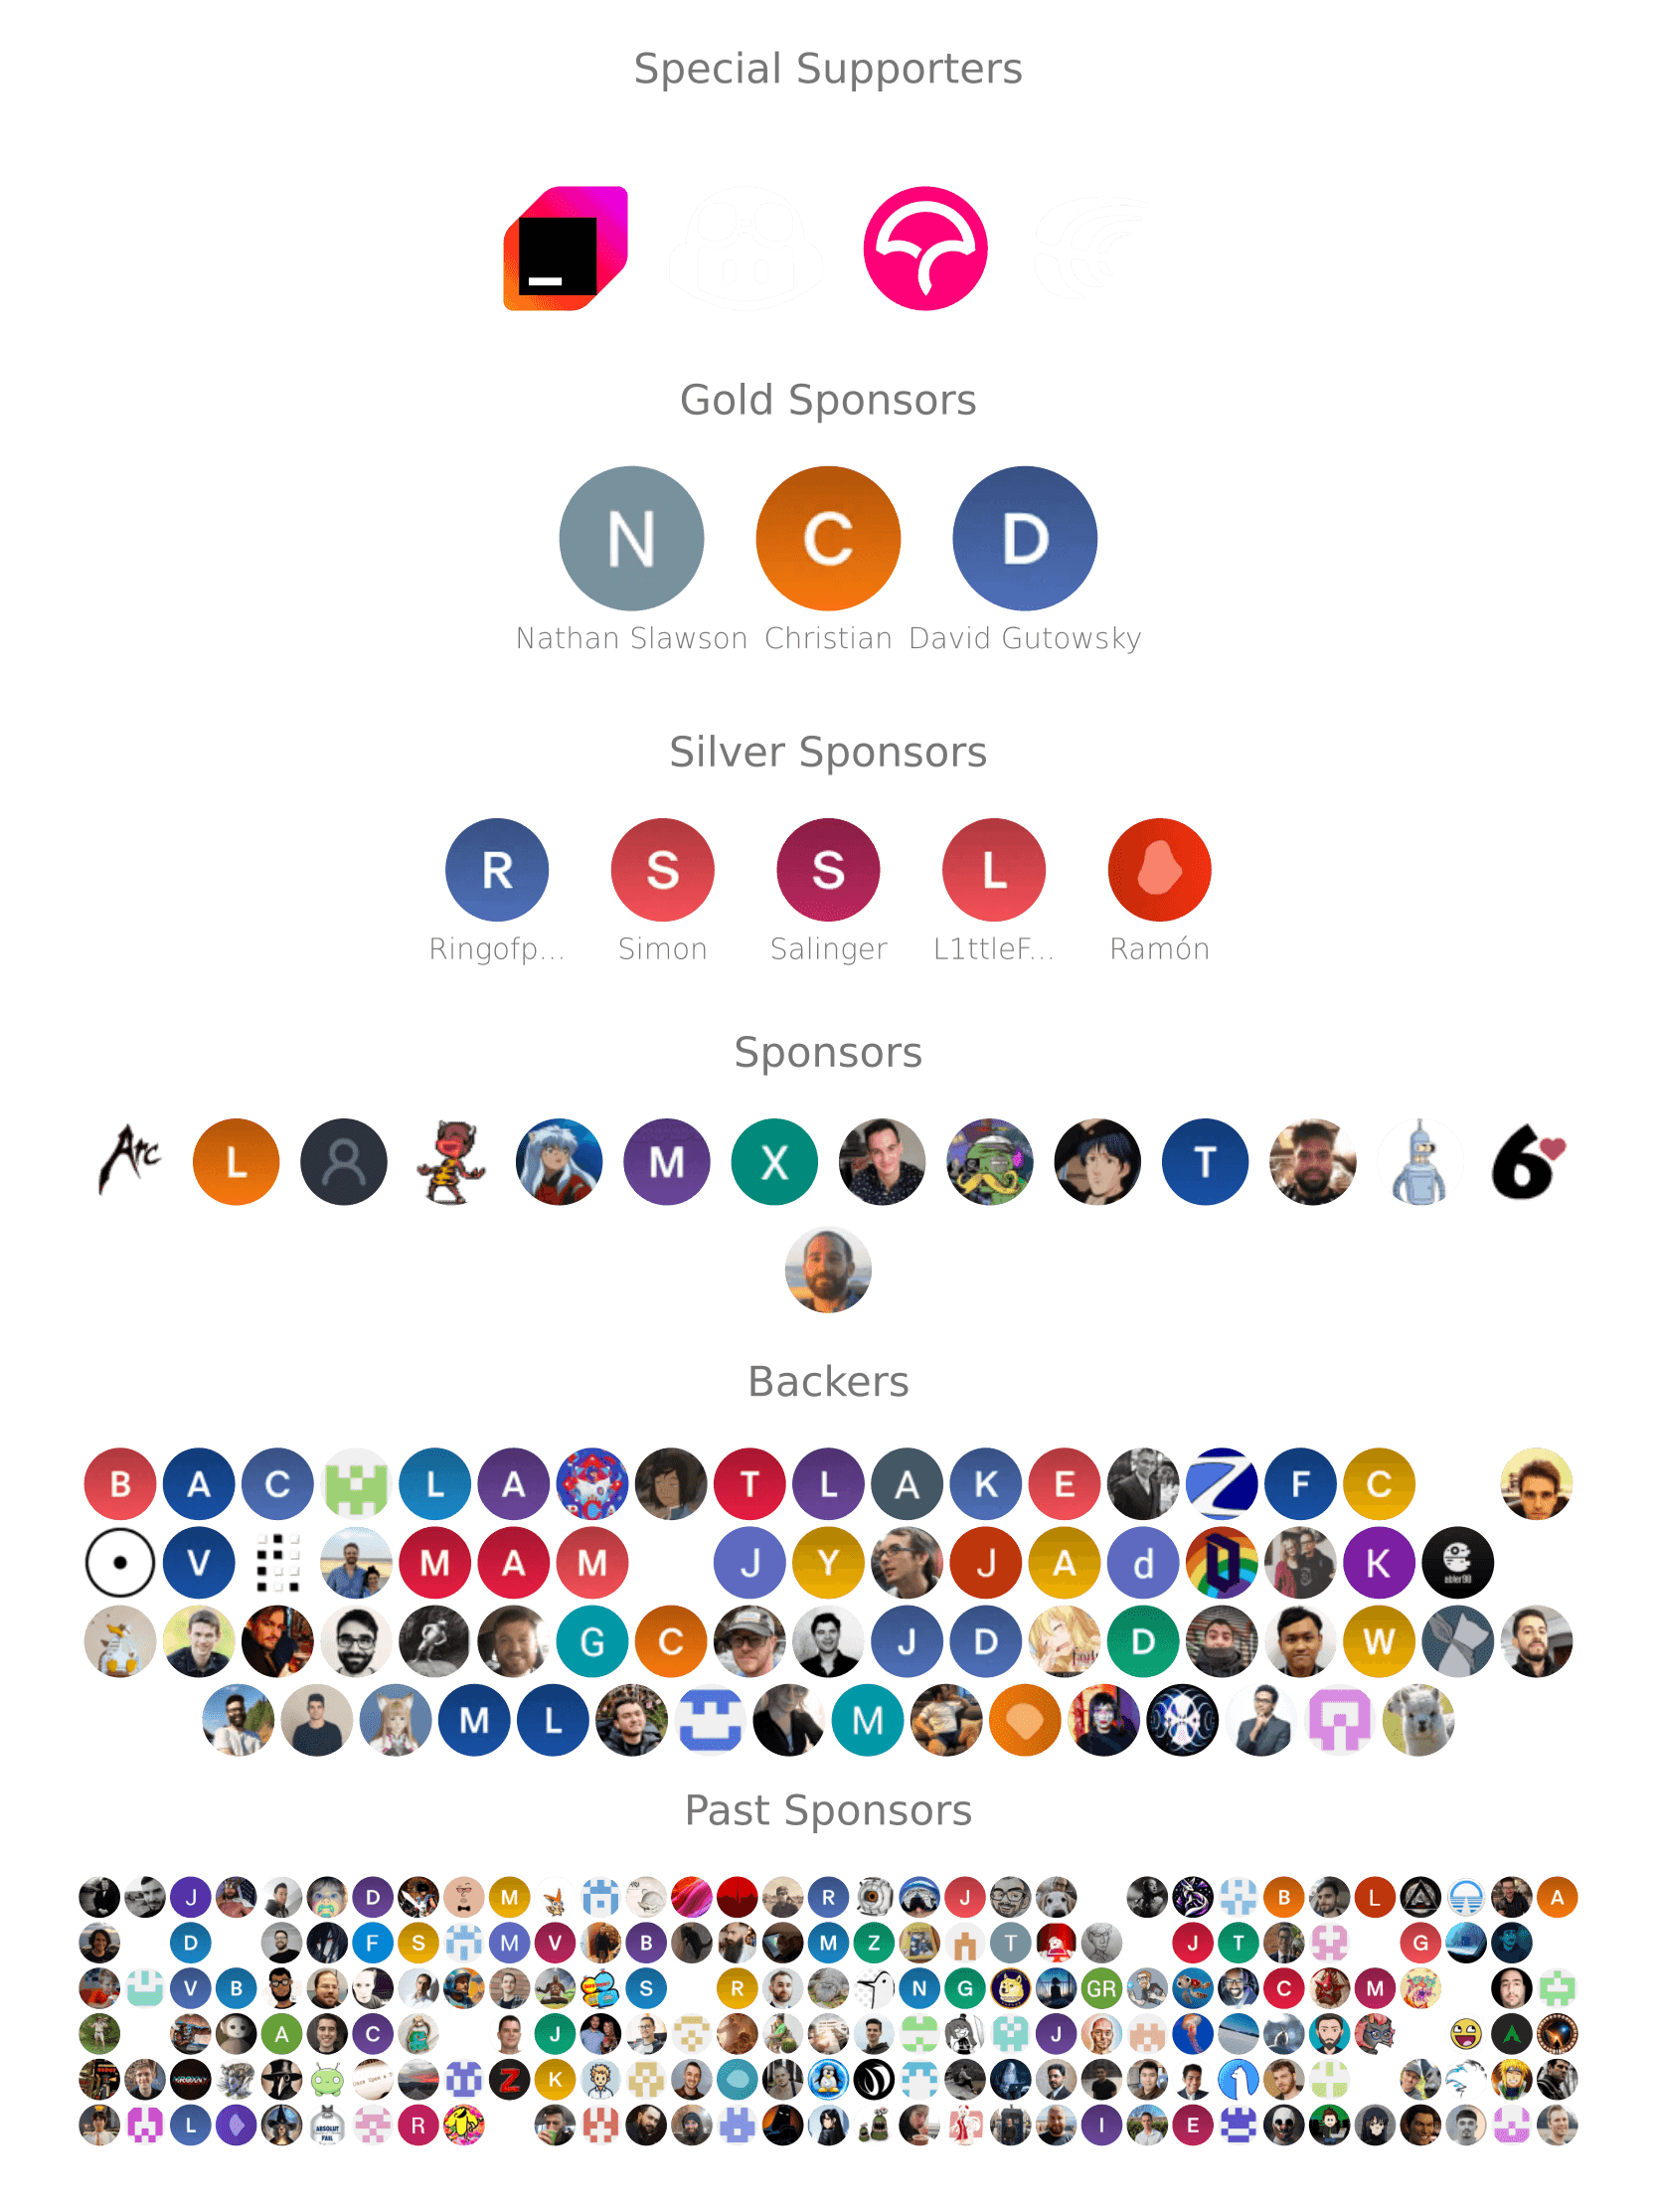 Special Supporters
Gold Sponsors
N C D
Nathan Slawson Christian David Gutowsky
Silver Sponsors
R S S L
Ringofp... Simon Salinger L1ttleF... Ramón
Sponsors
Arc L M X T 6
Backers
B A C L A T L A K E F C
V M A M J Y J A d K
G C J D D W
M L M
Past Sponsors
J D M R J B L A
D F S M V B M Z T J T G
V B S R N G GR C M
A C J J
Z K
L R I E